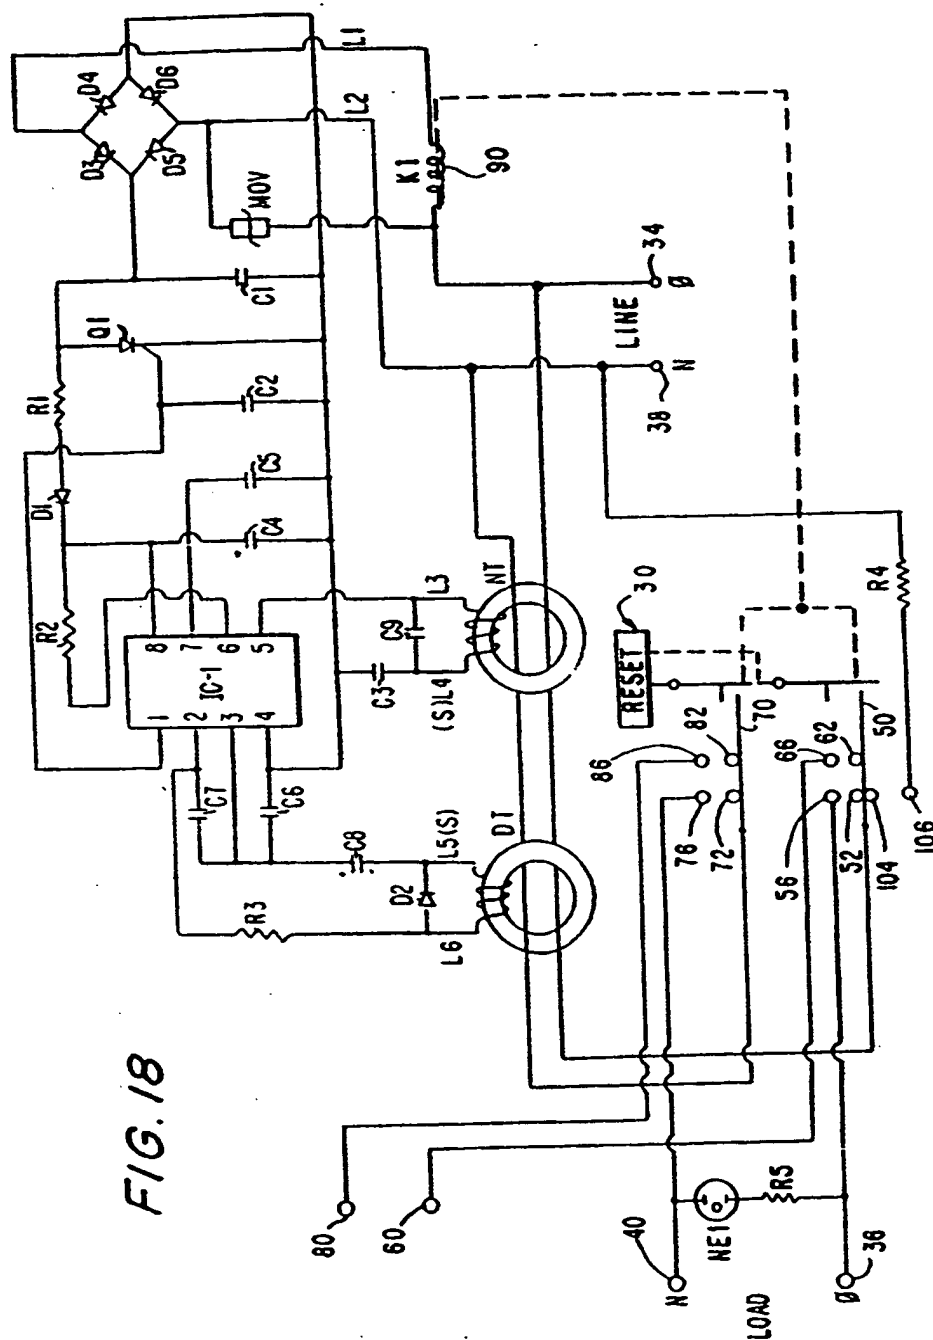 FIG. 18
L1
L2
D4
D6
D3
D5
MOV
K1
90
C1
Q1
C2
R1
D1
C5
C4
R2
IC-1
1
2
3
4
5
6
7
8
C7
C6
C8
R3
D2
L5(S)
L6
DT
C3
C9
(S)L4
L3
NT
LINE
34
Ø
N
38
RESET
30
R4
86
82
76
72
70
66
62
56
52
50
104
106
80
60
40
N
NE1
R5
LOAD
Ø
36